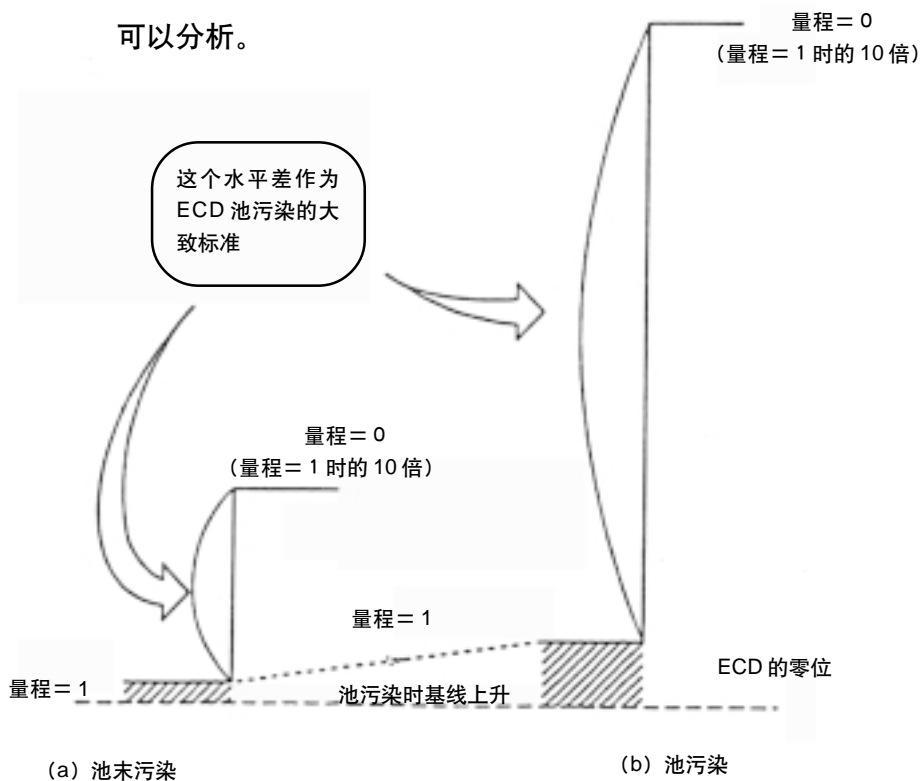 可以分析。
量程＝0
（量程＝1 时的 10 倍）
这个水平差作为
ECD 池污染的大
致标准
量程＝0
（量程＝1 时的 10 倍）
量程＝1
量程＝1
池污染时基线上升
ECD 的零位
（a）池末污染
（b）池污染